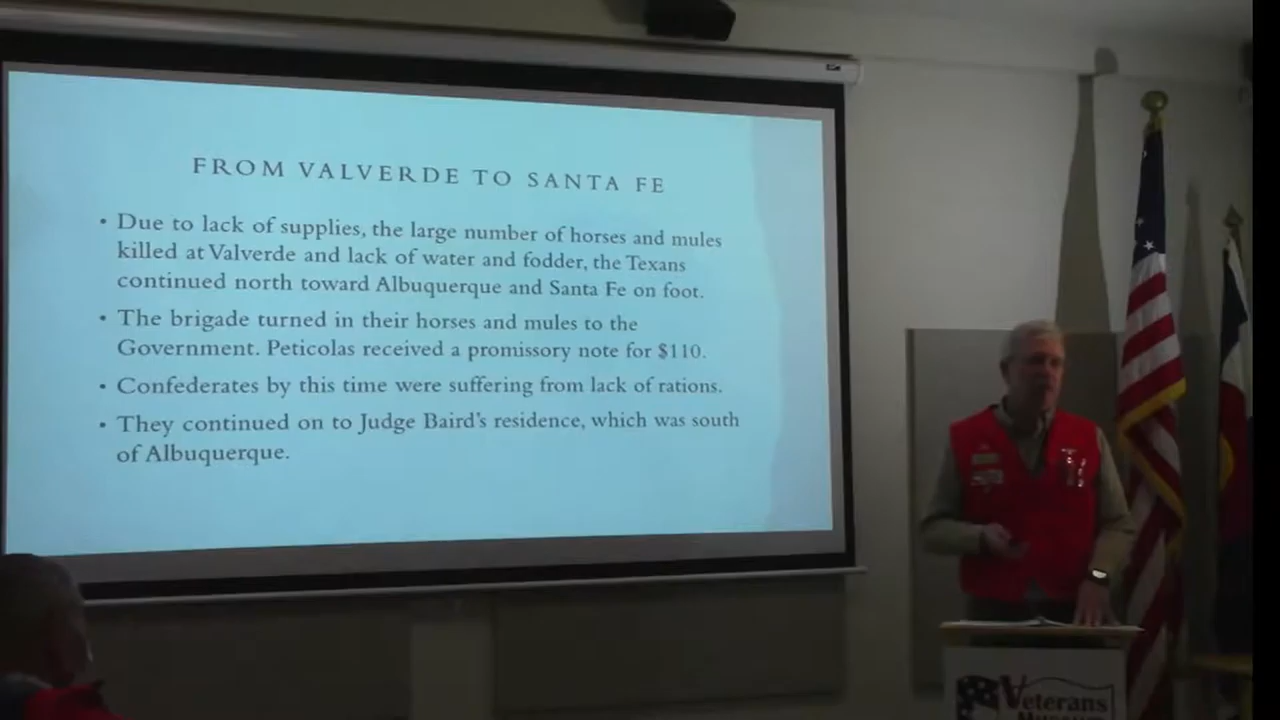 FROM VALVERDE TO SANTA FE
• Due to lack of supplies, the large number of horses and mules
killed at Valverde and lack of water and fodder, the Texans
continued north toward Albuquerque and Santa Fe on foot.
• The brigade turned in their horses and mules to the
Government. Peticolas received a promissory note for $110.
• Confederates by this time were suffering from lack of rations.
• They continued on to Judge Baird's residence, which was south
of Albuquerque.
Veterans
Museum